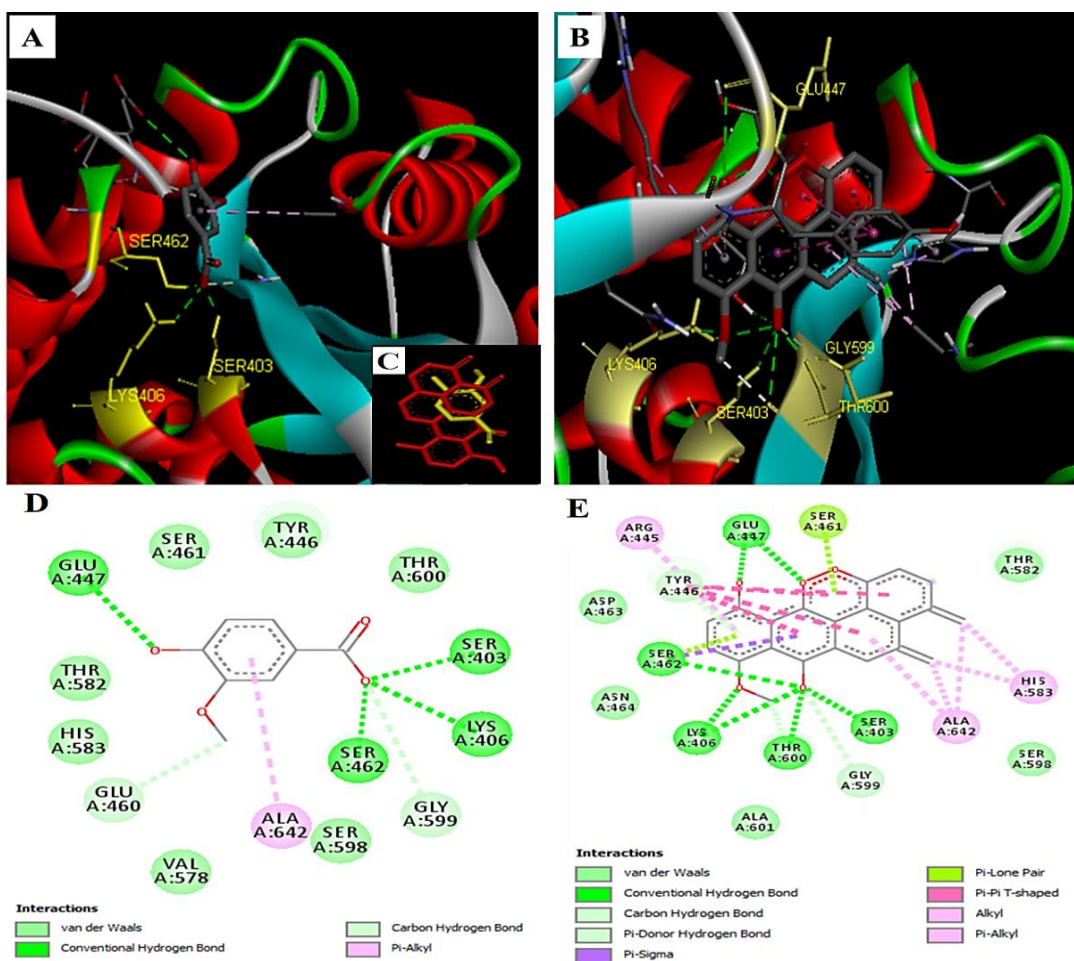 A
SER462
LYS406
SER403
C
B
GLU447
LYS406
SER403
GLY599
THR600
D
SER
A:461
TYR
A:446
THR
A:600
GLU
A:447
SER
A:403
THR
A:582
LYS
A:406
HIS
A:583
SER
A:462
GLU
A:460
GLY
A:599
ALA
A:642
SER
A:598
VAL
A:578
O
O
O
O
Interactions
van der Waals
Conventional Hydrogen Bond
Carbon Hydrogen Bond
Pi-Alkyl
E
ARG
A:445
GLU
A:447
SER
A:461
THR
A:582
TYR
A:446
ASP
A:463
SER
A:462
HIS
A:583
ASN
A:464
LYS
A:406
THR
A:600
SER
A:403
ALA
A:642
GLY
A:599
SER
A:598
ALA
A:601
O
O
O
O
O
Interactions
van der Waals
Conventional Hydrogen Bond
Carbon Hydrogen Bond
Pi-Donor Hydrogen Bond
Pi-Sigma
Pi-Lone Pair
Pi-Pi T-shaped
Alkyl
Pi-Alkyl